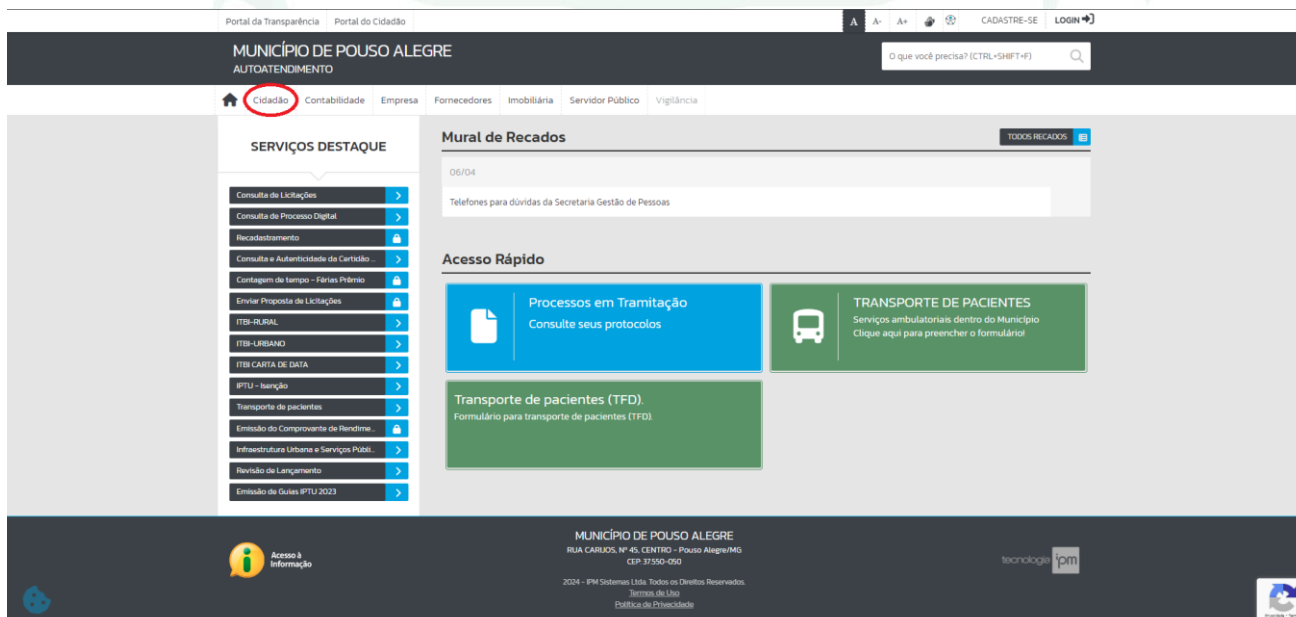 Portal da Transparência Portal do Cidadão
A A- A+ CADASTRE-SE LOGIN
MUNICÍPIO DE POUSO ALEGRE
AUTOATENDIMENTO
O que você precisa? (CTRL+SHIFT+F)
Cidadão Contabilidade Empresa Fornecedores Imobiliária Servidor Público Vigilância
SERVIÇOS DESTAQUE
Consulta de Licitações
Consulta de Processo Digital
Recadastramento
Consulta e Autenticidade da Certidão ...
Contagem de tempo - Férias Prêmio
Enviar Proposta de Licitações
ITBI-RURAL
ITBI-URBANO
ITBI CARTA DE DATA
IPTU - Isenção
Transporte de pacientes
Emissão do Comprovante de Rendime...
Infraestrutura Urbana e Serviços Públi...
Revisão de Lançamento
Emissão de Guias IPTU 2023
Mural de Recados
TODOS RECADOS
06/04
Telefones para dúvidas da Secretaria Gestão de Pessoas
Acesso Rápido
Processos em Tramitação
Consulte seus protocolos
TRANSPORTE DE PACIENTES
Serviços ambulatoriais dentro do Município
Clique aqui para preencher o formulário!
Transporte de pacientes (TFD).
Formulário para transporte de pacientes (TFD).
Acesso à
Informação
MUNICÍPIO DE POUSO ALEGRE
RUA CARIJOS, Nº 45, CENTRO - Pouso Alegre/MG
CEP: 37.550-050
2024 - IPM Sistemas Ltda. Todos os Direitos Reservados.
Termos de Uso
Política de Privacidade
tecnologia ipm